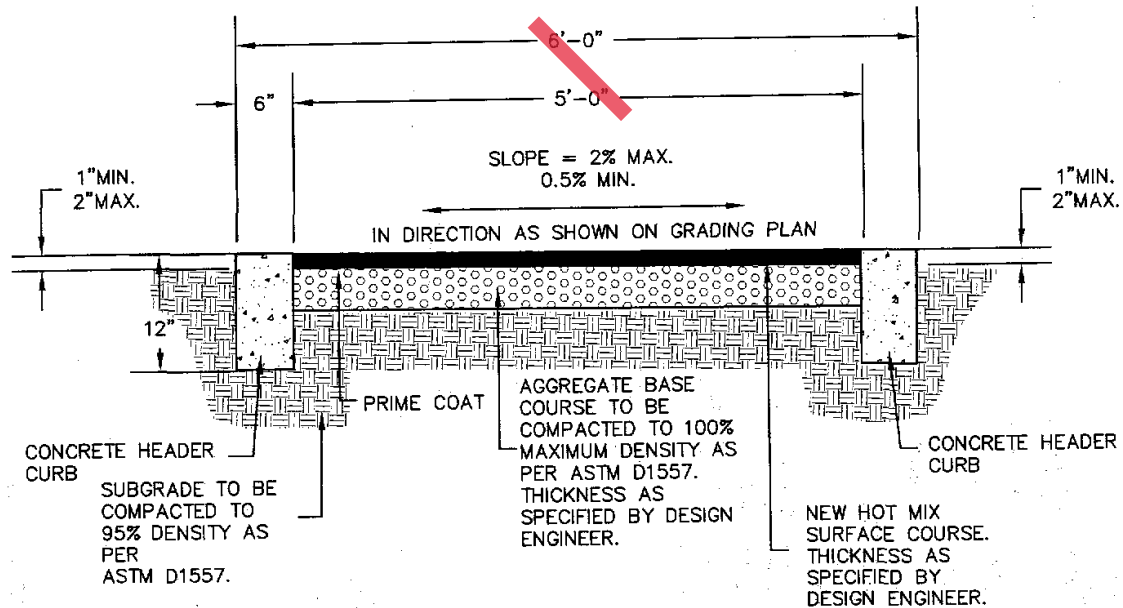 6'-0"
6"
5'-0"
SLOPE = 2% MAX.
0.5% MIN.
1"MIN.
2"MAX.
1"MIN.
2"MAX.
IN DIRECTION AS SHOWN ON GRADING PLAN
12"
PRIME COAT
AGGREGATE BASE
COURSE TO BE
COMPACTED TO 100%
MAXIMUM DENSITY AS
PER ASTM D1557.
THICKNESS AS
SPECIFIED BY DESIGN
ENGINEER.
CONCRETE HEADER
CURB
CONCRETE HEADER
CURB
SUBGRADE TO BE
COMPACTED TO
95% DENSITY AS
PER
ASTM D1557.
NEW HOT MIX
SURFACE COURSE.
THICKNESS AS
SPECIFIED BY
DESIGN ENGINEER.